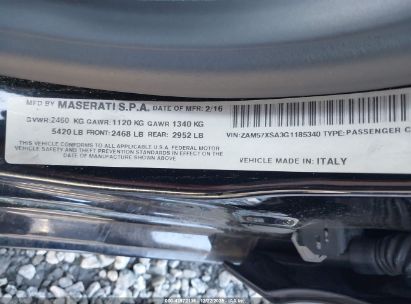 MFD BY MASERATI S.P.A. DATE OF MFR 2/16
GVWR:2460 KG GAWR:1120 KG GAWR 1340 KG
5420 LB FRONT:2468 LB REAR: 2952 LB
THIS VEHICLE CONFORMS TO ALL APPLICABLE U.S.A. FEDERAL MOTOR
VEHICLE SAFETY AND THEFT PREVENTION STANDARDS IN EFFECT ON THE
DATE OF MANUFACTURE SHOWN ABOVE.
VIN:ZAM57XSA3G1185340 TYPE:PASSENGER
VEHICLE MADE IN: ITALY